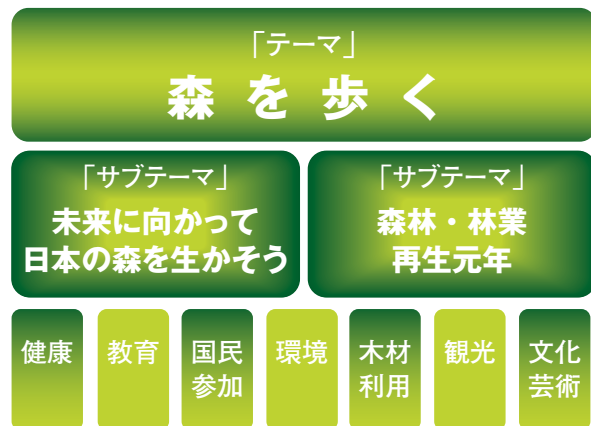 「テーマ」
森を歩く
「サブテーマ」
未来に向かって
日本の森を生かそう
「サブテーマ」
森林・林業
再生元年
健康
教育
国民
参加
環境
木材
利用
観光
文化
芸術